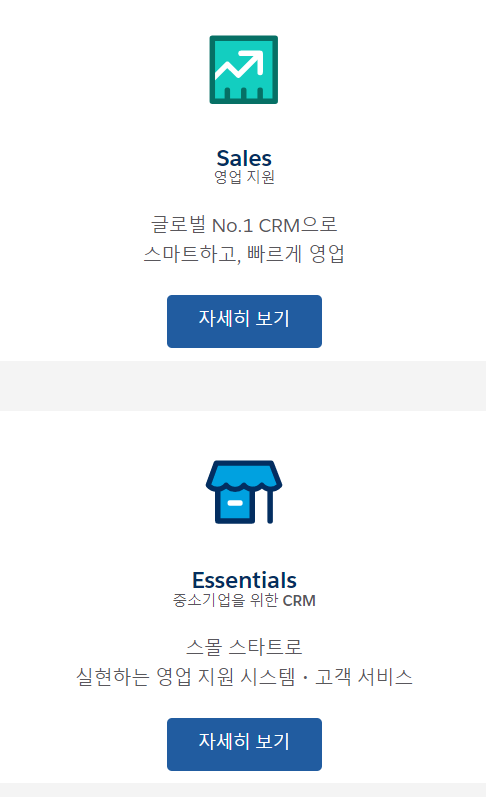 Sales
영업 지원
글로벌 No.1 CRM으로
스마트하고, 빠르게 영업
자세히 보기
Essentials
중소기업을 위한 CRM
스몰 스타트로
실현하는 영업 지원 시스템・고객 서비스
자세히 보기